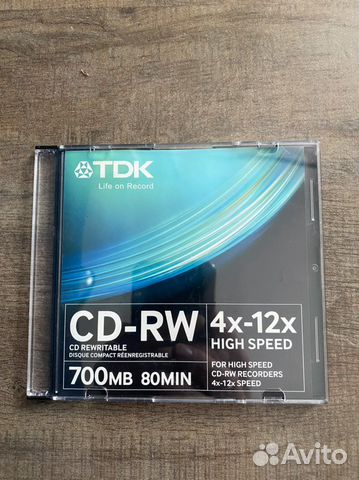 TDK
Life on Record
CD-RW
CD REWRITABLE
DISQUE COMPACT RÉENREGISTRABLE
700MB 80MIN
4x-12x
HIGH SPEED
FOR HIGH SPEED
CD-RW RECORDERS
4x-12x SPEED
Avito